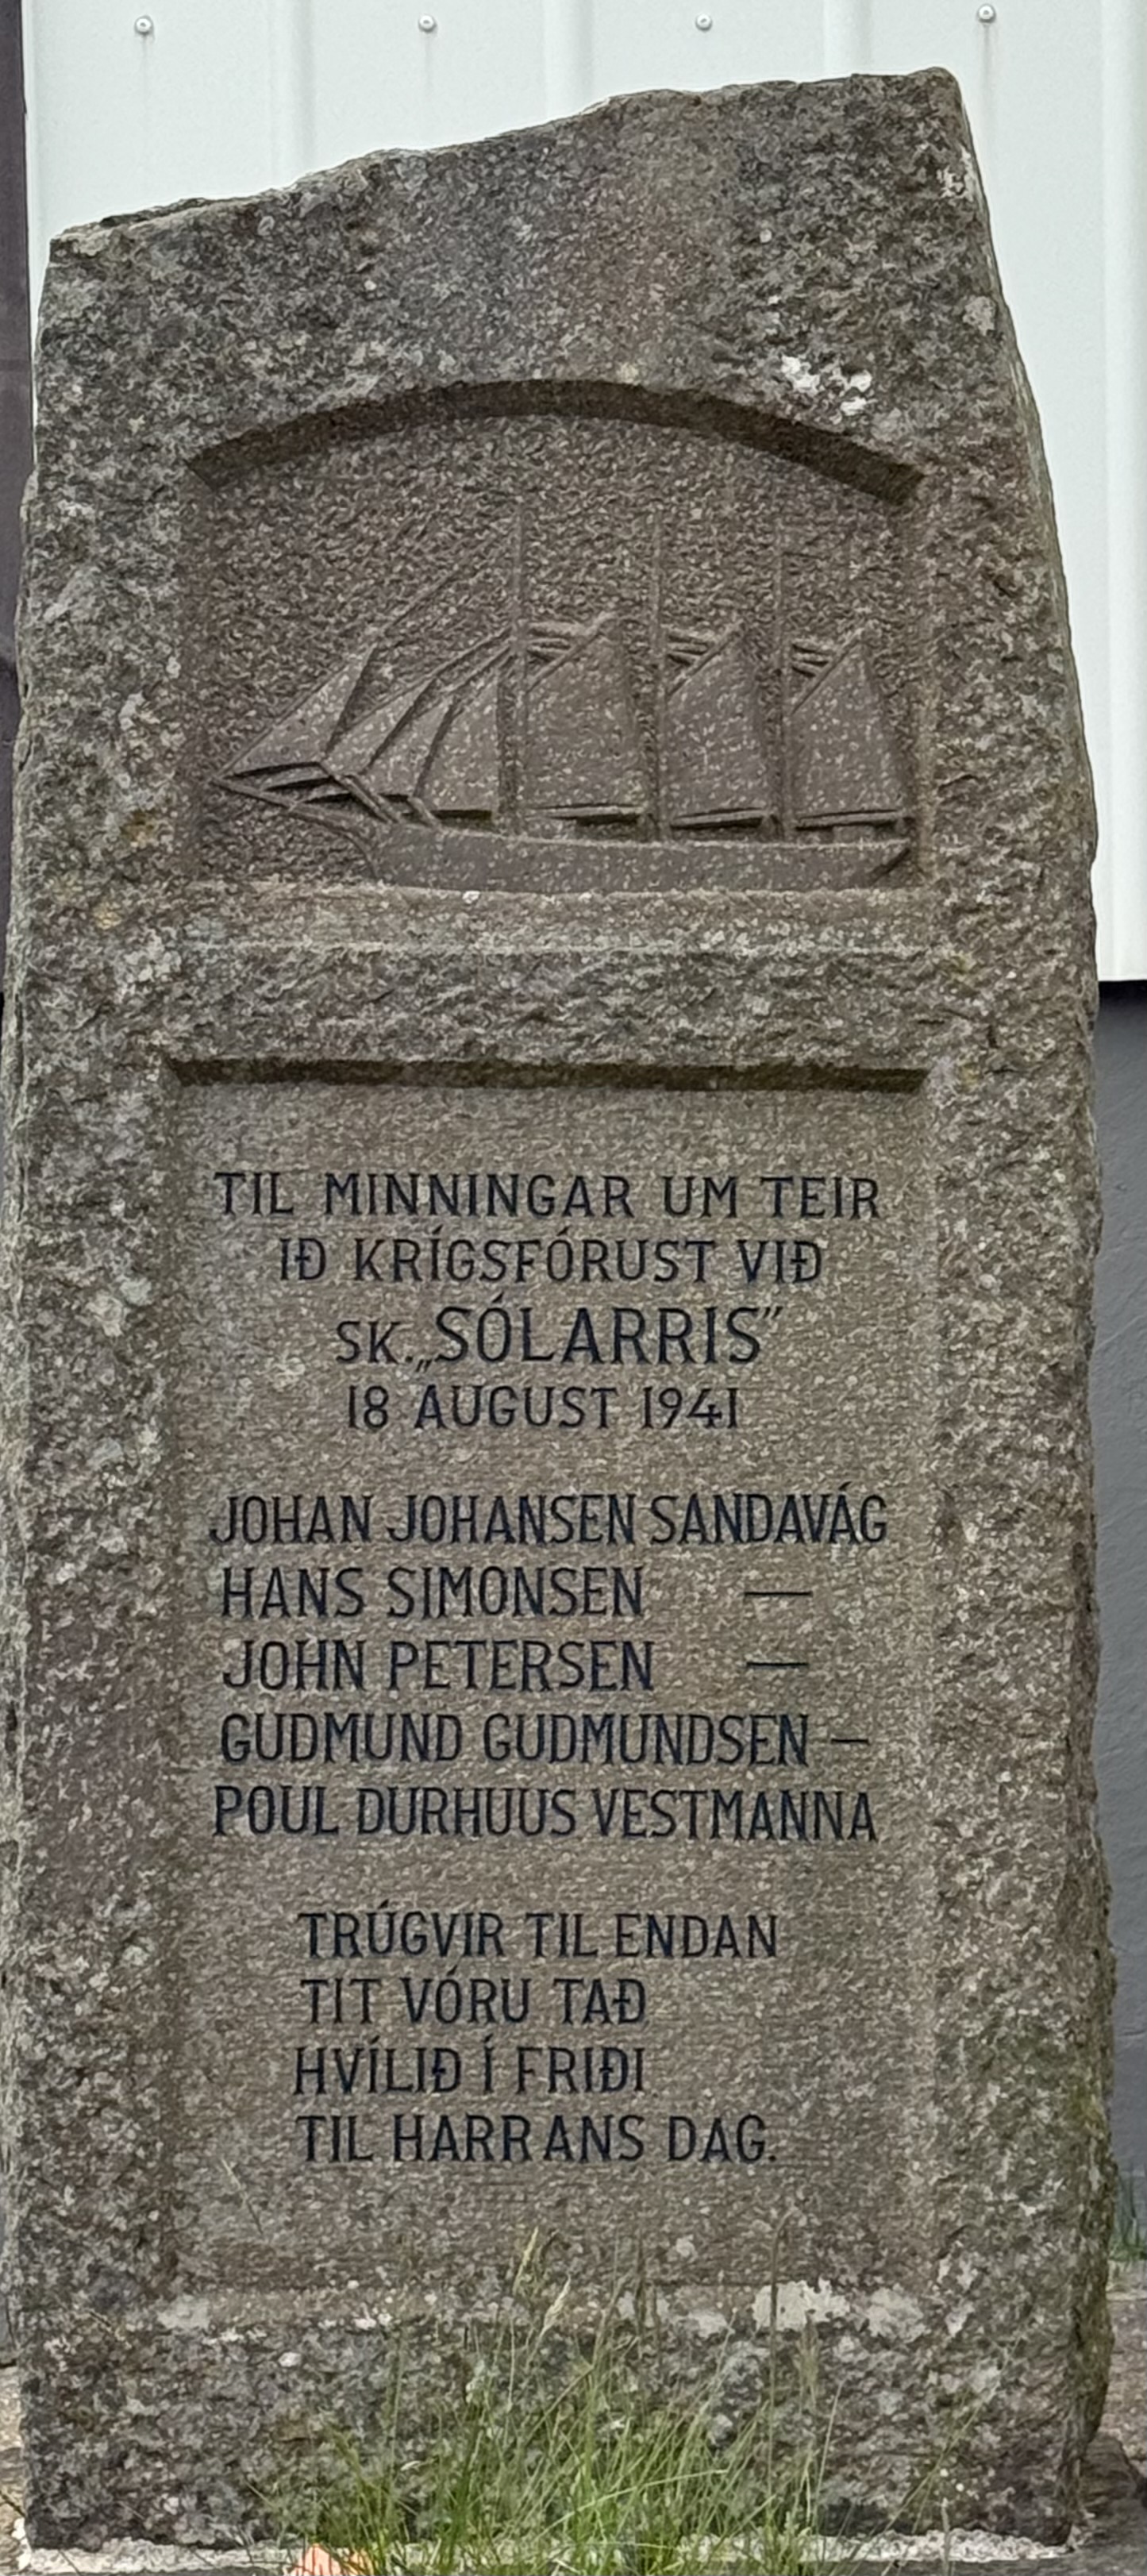 TIL MINNINGAR UM TEIR
IÐ KRÍGSFÓRUST VIÐ
SK. „SÓLARRIS”
18 AUGUST 1941
JOHAN JOHANSEN SANDAVÁG
HANS SIMONSEN —
JOHN PETERSEN —
GUDMUND GUDMUNDSEN —
POUL DURHUUS VESTMANNA
TRÚGVIR TIL ENDAN
TIT VÓRU TAÐ
HVÍLIÐ Í FRIÐI
TIL HARRANS DAG.